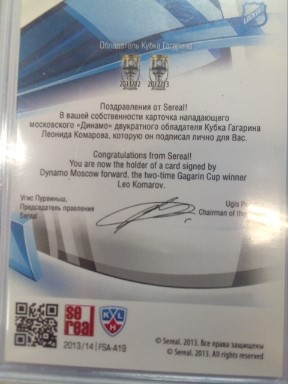 Обладатель Кубка Гагарина
2011/12 2012/13
Поздравления от Sereal!
В вашей собственности карточка нападающего
московского «Динамо» двукратного обладателя Кубка Гагарина
Леонида Комарова, которую он подписал лично для Вас.
Congratulations from Sereal!
You are now the holder of a card signed by
Dynamo Moscow forward, the two-time Gagarin Cup winner
Leo Komarov.
Угис Пурвиньш,
Председатель правления
Sereal
Ugis
Chairman of the
se
real
КХЛ
2013/14 | FSA-A19
© Sereal. 2013. Все права защищены
© Sereal. 2013. All rights reserved